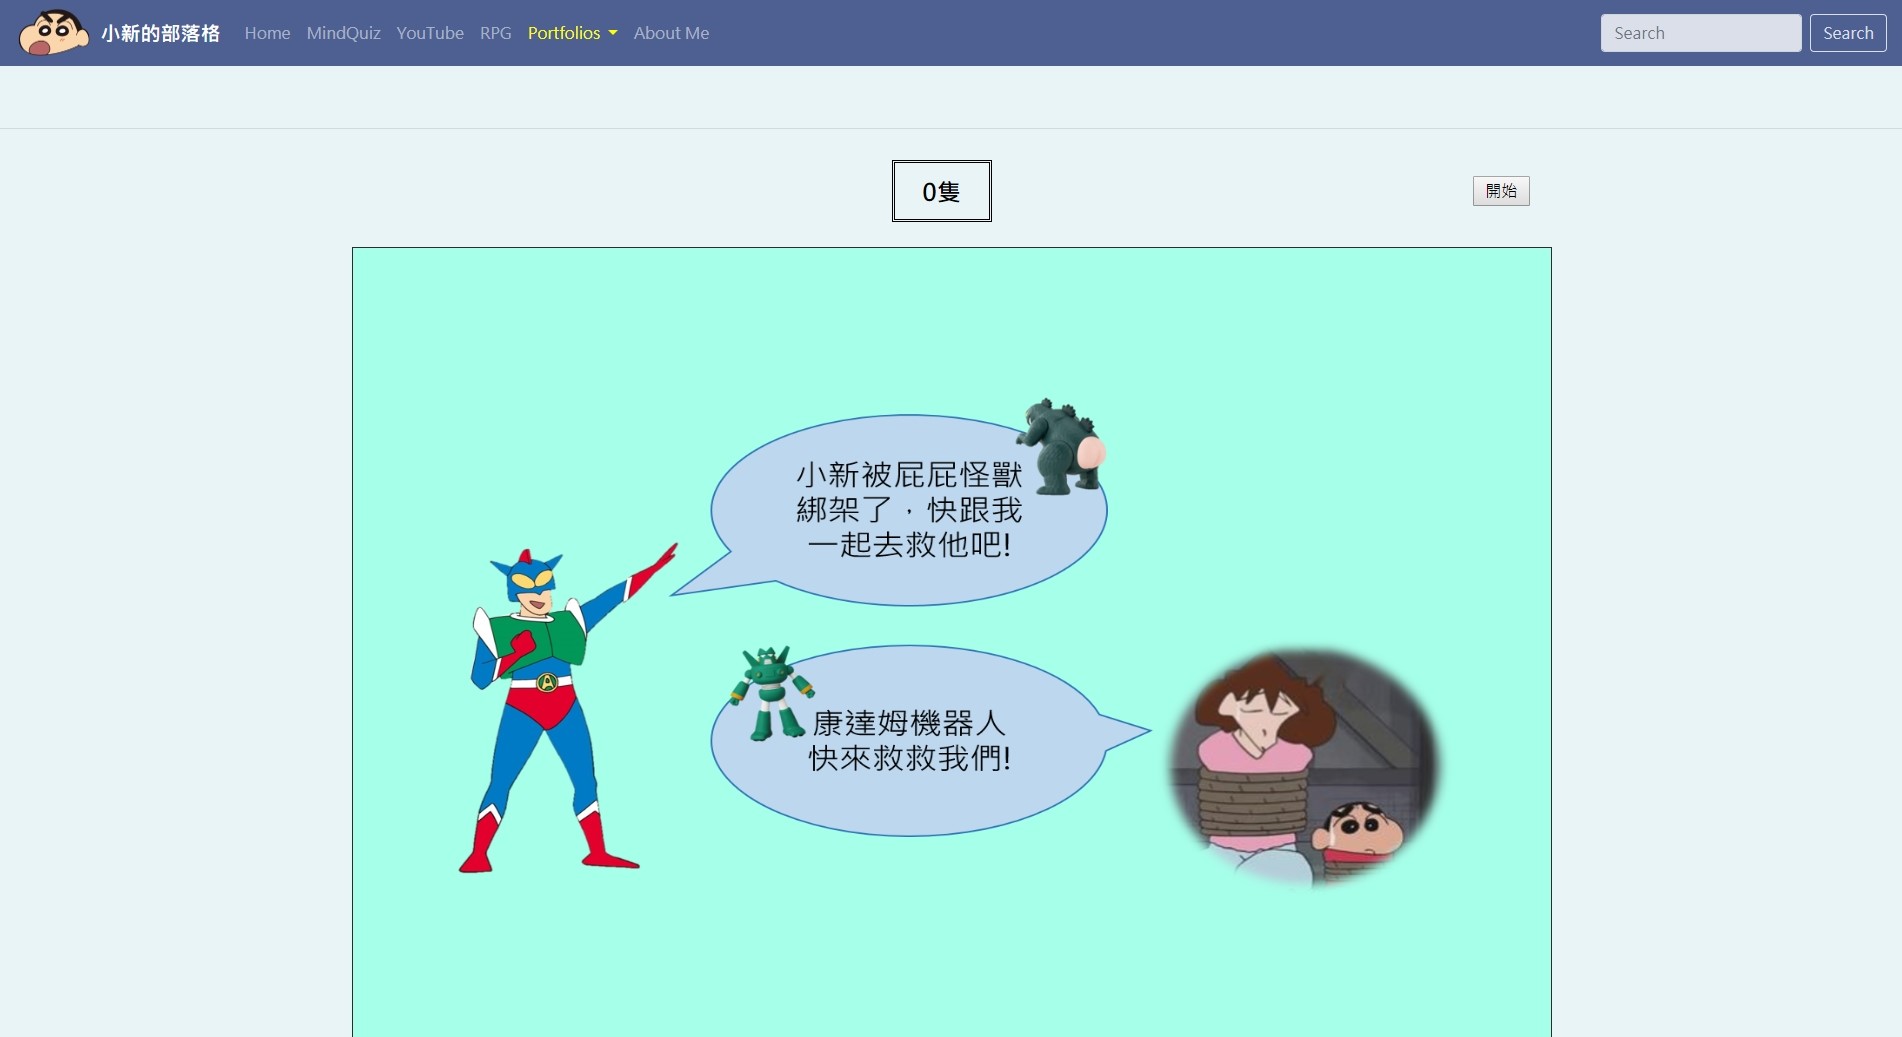 小新的部落格
Home
MindQuiz
YouTube
RPG
Portfolios
About Me
Search
Search
0隻
開始
小新被屁屁怪獸
綁架了，快跟我
一起去救他吧!
A
康達姆機器人
快來救救我們!